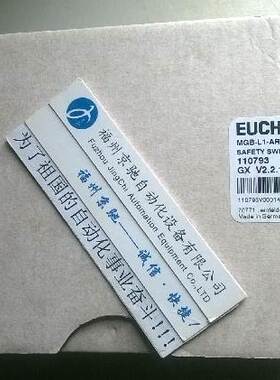 福州京驰自动化设备有限公司
Fuzhou JingChi Automation Equipment Co.,LTD
福州京驰——诚信·快捷!
为了祖国的自动化事业奋斗!!!
EUCH
MGB-L1-AR
SAFETY SWI
110793
GX V2.2.
Made in Germ